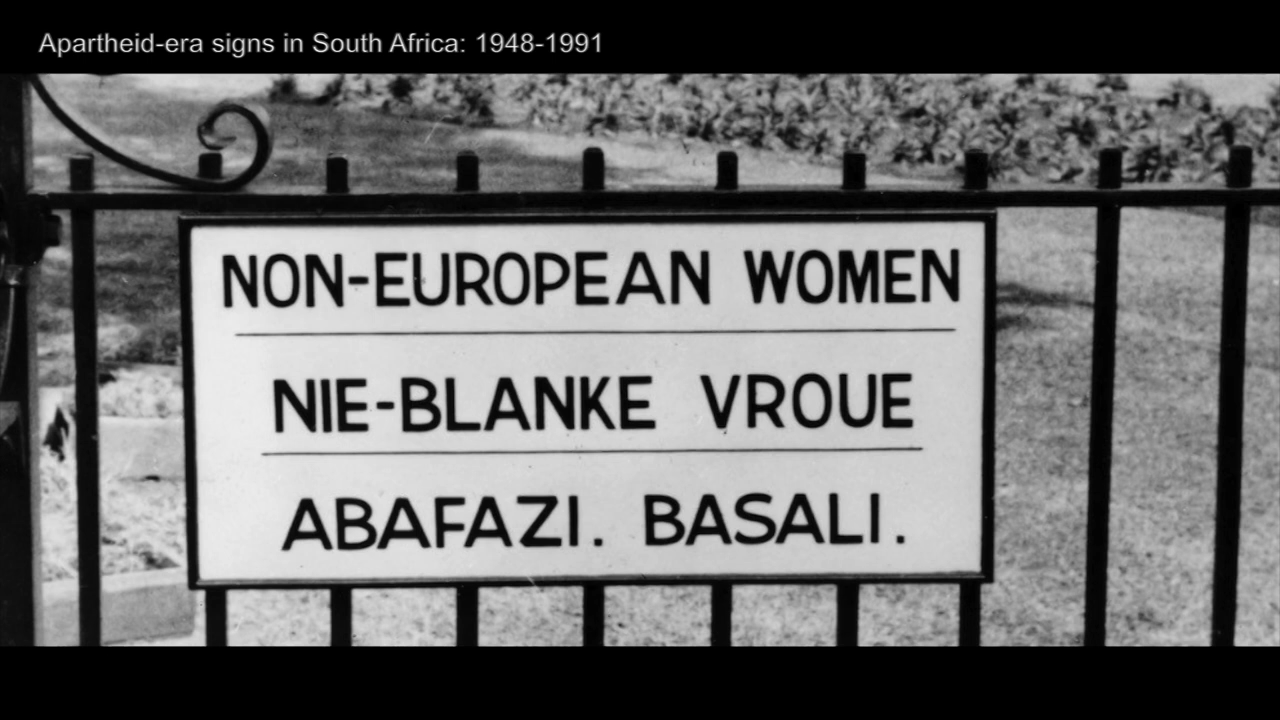 Apartheid-era signs in South Africa: 1948-1991
NON-EUROPEAN WOMEN
NIE-BLANKE VROUE
ABAFAZI. BASALI.